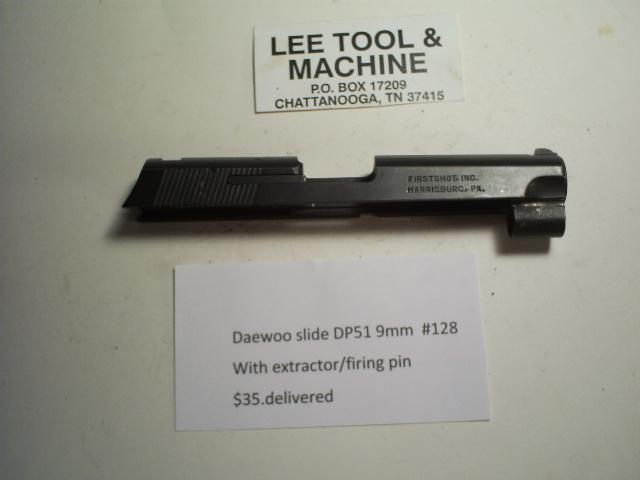 LEE TOOL &
MACHINE
P.O. BOX 17209
CHATTANOOGA, TN 37415
FIRSTSHOT, INC.
HARRISBURG, PA.
Daewoo slide DP51 9mm #128
With extractor/firing pin
$35.delivered